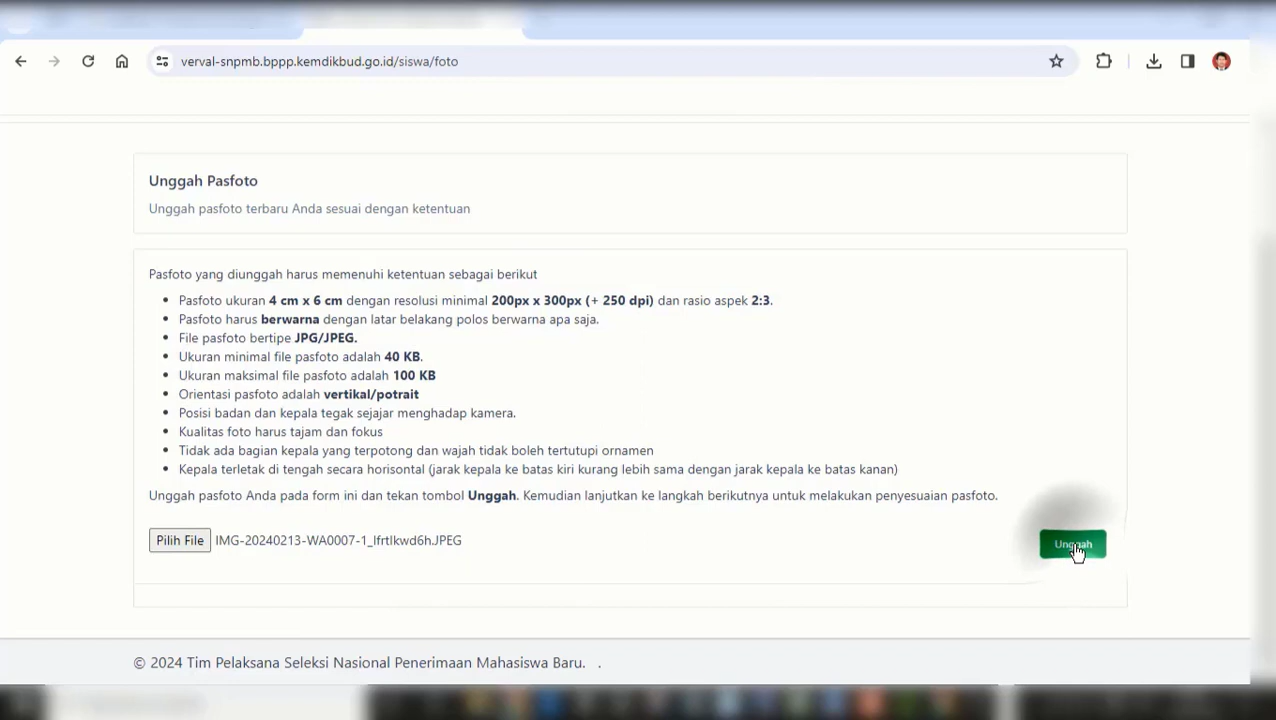 verval-snpmb.bppp.kemdikbud.go.id/siswa/foto
Unggah Pasfoto
Unggah pasfoto terbaru Anda sesuai dengan ketentuan
Pasfoto yang diunggah harus memenuhi ketentuan sebagai berikut
• Pasfoto ukuran 4 cm x 6 cm dengan resolusi minimal 200px x 300px (+ 250 dpi) dan rasio aspek 2:3.
• Pasfoto harus berwarna dengan latar belakang polos berwarna apa saja.
• File pasfoto bertipe JPG/JPEG.
• Ukuran minimal file pasfoto adalah 40 KB.
• Ukuran maksimal file pasfoto adalah 100 KB
• Orientasi pasfoto adalah vertikal/potrait
• Posisi badan dan kepala tegak sejajar menghadap kamera.
• Kualitas foto harus tajam dan fokus
• Tidak ada bagian kepala yang terpotong dan wajah tidak boleh tertutupi ornamen
• Kepala terletak di tengah secara horisontal (jarak kepala ke batas kiri kurang lebih sama dengan jarak kepala ke batas kanan)
Unggah pasfoto Anda pada form ini dan tekan tombol Unggah. Kemudian lanjutkan ke langkah berikutnya untuk melakukan penyesuaian pasfoto.
Pilih File IMG-20240213-WA0007-1_lfrtlkwd6h.JPEG
Unggah
© 2024 Tim Pelaksana Seleksi Nasional Penerimaan Mahasiswa Baru. .